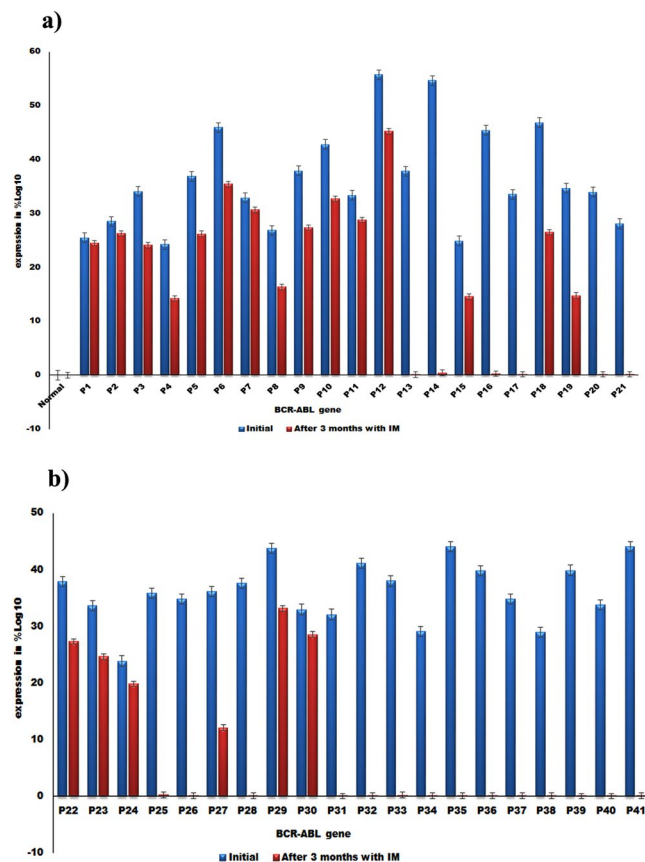 a)
60
50
40
30
20
10
0
-10
expression in %Log10
Normal P1 P2 P3 P4 P5 P6 P7 P8 P9 P10 P11 P12 P13 P14 P15 P16 P17 P18 P19 P20 P21
BCR-ABL gene
Initial After 3 months with IM
b)
50
40
30
20
10
0
-10
expression in %Log10
P22 P23 P24 P25 P26 P27 P28 P29 P30 P31 P32 P33 P34 P35 P36 P37 P38 P39 P40 P41
BCR-ABL gene
Initial After 3 months with IM